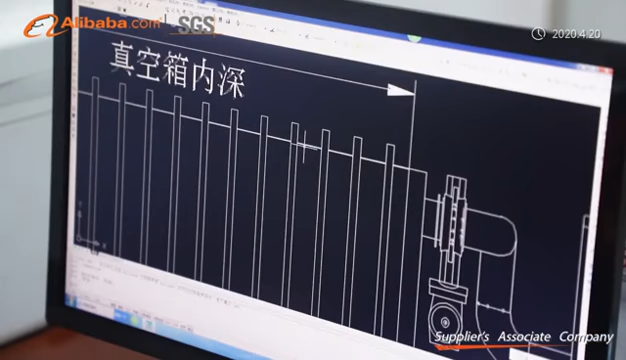 Alibaba.com
SGS
2020.4.20
真空箱内深
Supplier's Associate Company